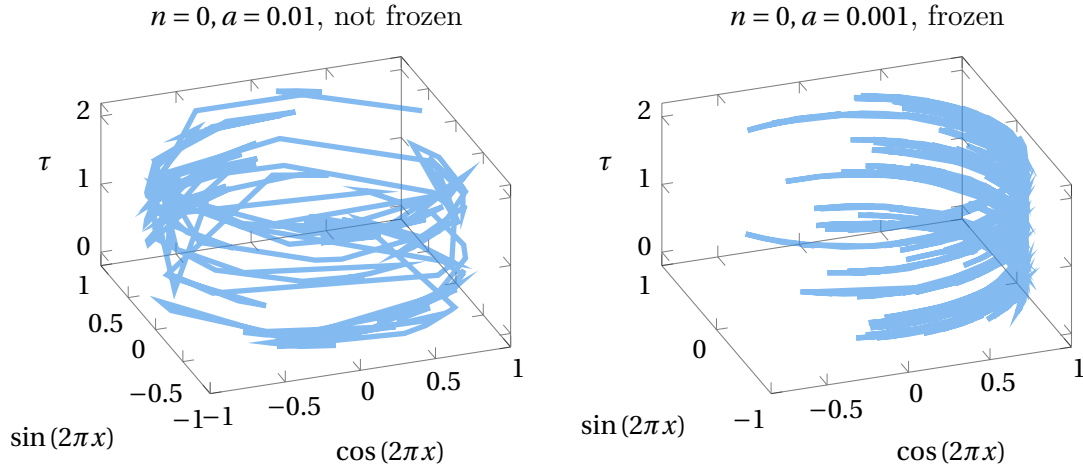 n = 0, a = 0.01, not frozen
2
1
0
τ
1
0.5
0
−0.5
−1
−1
−0.5
0
0.5
1
sin (2πx)
cos (2πx)
n = 0, a = 0.001, frozen
2
1
0
τ
1
0
−1
−0.5
0
0.5
1
sin (2πx)
cos (2πx)